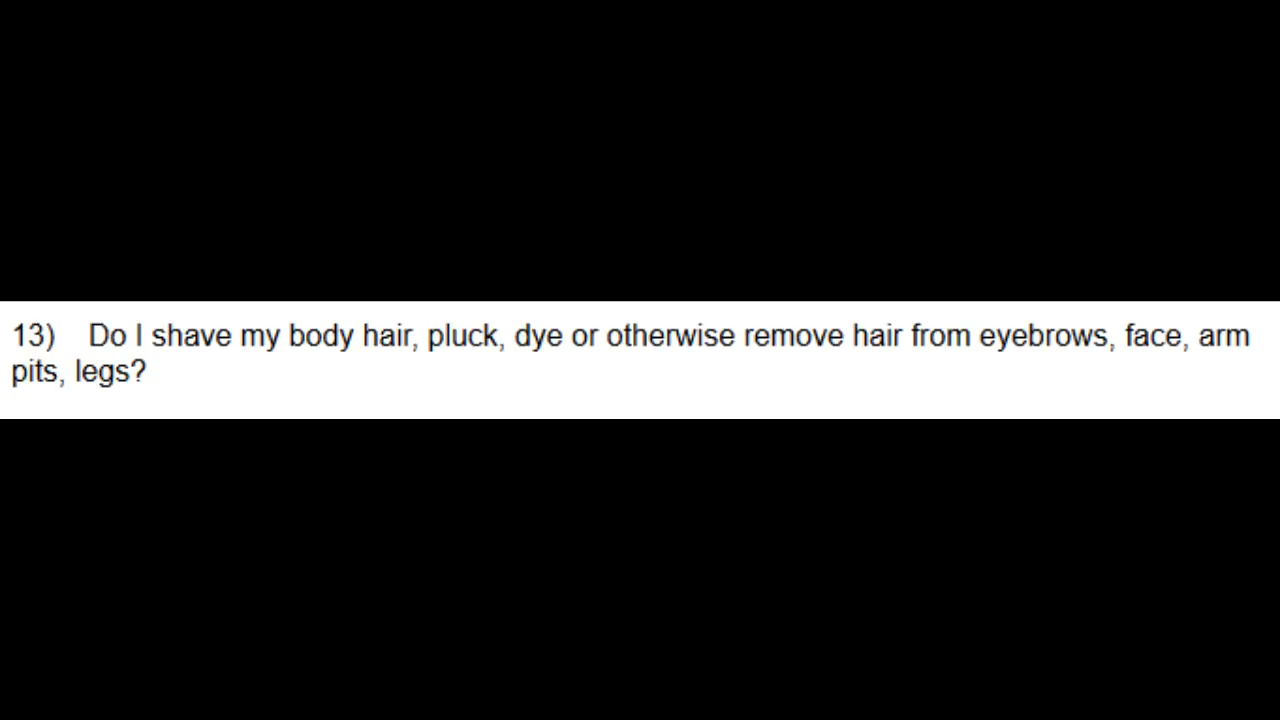 13) Do I shave my body hair, pluck, dye or otherwise remove hair from eyebrows, face, arm
pits, legs?